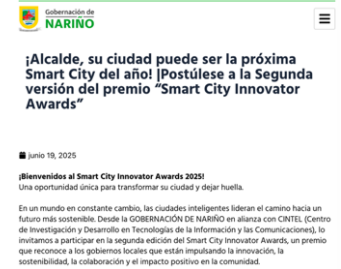 Gobernación de
NARIÑO
¡Alcalde, su ciudad puede ser la próxima
Smart City del año! |Postúlese a la Segunda
versión del premio “Smart City Innovator
Awards”
junio 19, 2025
¡Bienvenidos al Smart City Innovator Awards 2025!
Una oportunidad única para transformar su ciudad y dejar huella.
En un mundo en constante cambio, las ciudades inteligentes lideran el camino hacia un
futuro más sostenible. Desde la GOBERNACIÓN DE NARIÑO en alianza con CINTEL (Centro
de Investigación y Desarrollo en Tecnologías de la Información y las Comunicaciones), lo
invitamos a participar en la segunda edición del Smart City Innovator Awards, un premio
que reconoce a los gobiernos locales que están impulsando la innovación, la
sostenibilidad, la colaboración y el impacto positivo en la comunidad.